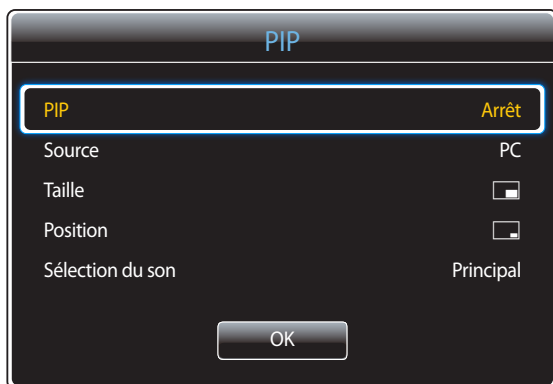 PIP
PIP Arrêt
Source PC
Taille
Position
Sélection du son Principal
OK